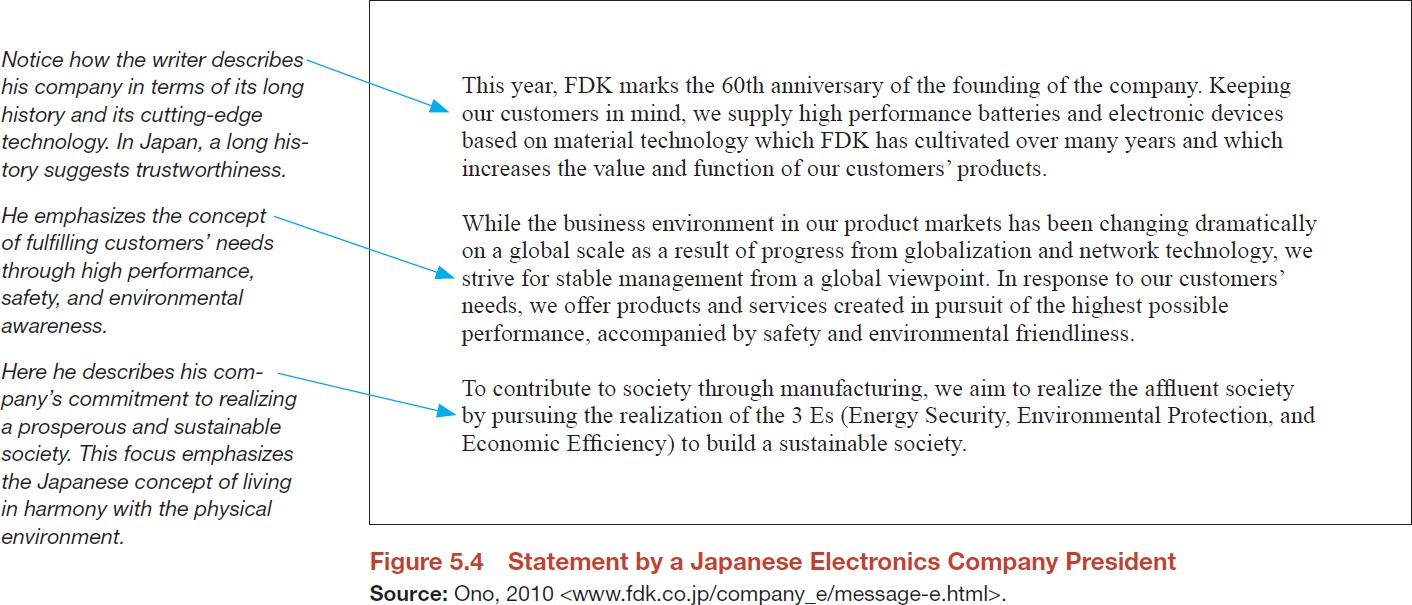 Notice how the writer describes
his company in terms of its long
history and its cutting-edge
technology. In Japan, a long his-
tory suggests trustworthiness.
He emphasizes the concept
of fulfilling customers’ needs
through high performance,
safety, and environmental
awareness.
Here he describes his com-
pany’s commitment to realizing
a prosperous and sustainable
society. This focus emphasizes
the Japanese concept of living
in harmony with the physical
environment.
This year, FDK marks the 60th anniversary of the founding of the company. Keeping
our customers in mind, we supply high performance batteries and electronic devices
based on material technology which FDK has cultivated over many years and which
increases the value and function of our customers’ products.
While the business environment in our product markets has been changing dramatically
on a global scale as a result of progress from globalization and network technology, we
strive for stable management from a global viewpoint. In response to our customers’
needs, we offer products and services created in pursuit of the highest possible
performance, accompanied by safety and environmental friendliness.
To contribute to society through manufacturing, we aim to realize the affluent society
by pursuing the realization of the 3 Es (Energy Security, Environmental Protection, and
Economic Efficiency) to build a sustainable society.
Figure 5.4 Statement by a Japanese Electronics Company President
Source: Ono, 2010 <www.fdk.co.jp/company_e/message-e.html>.